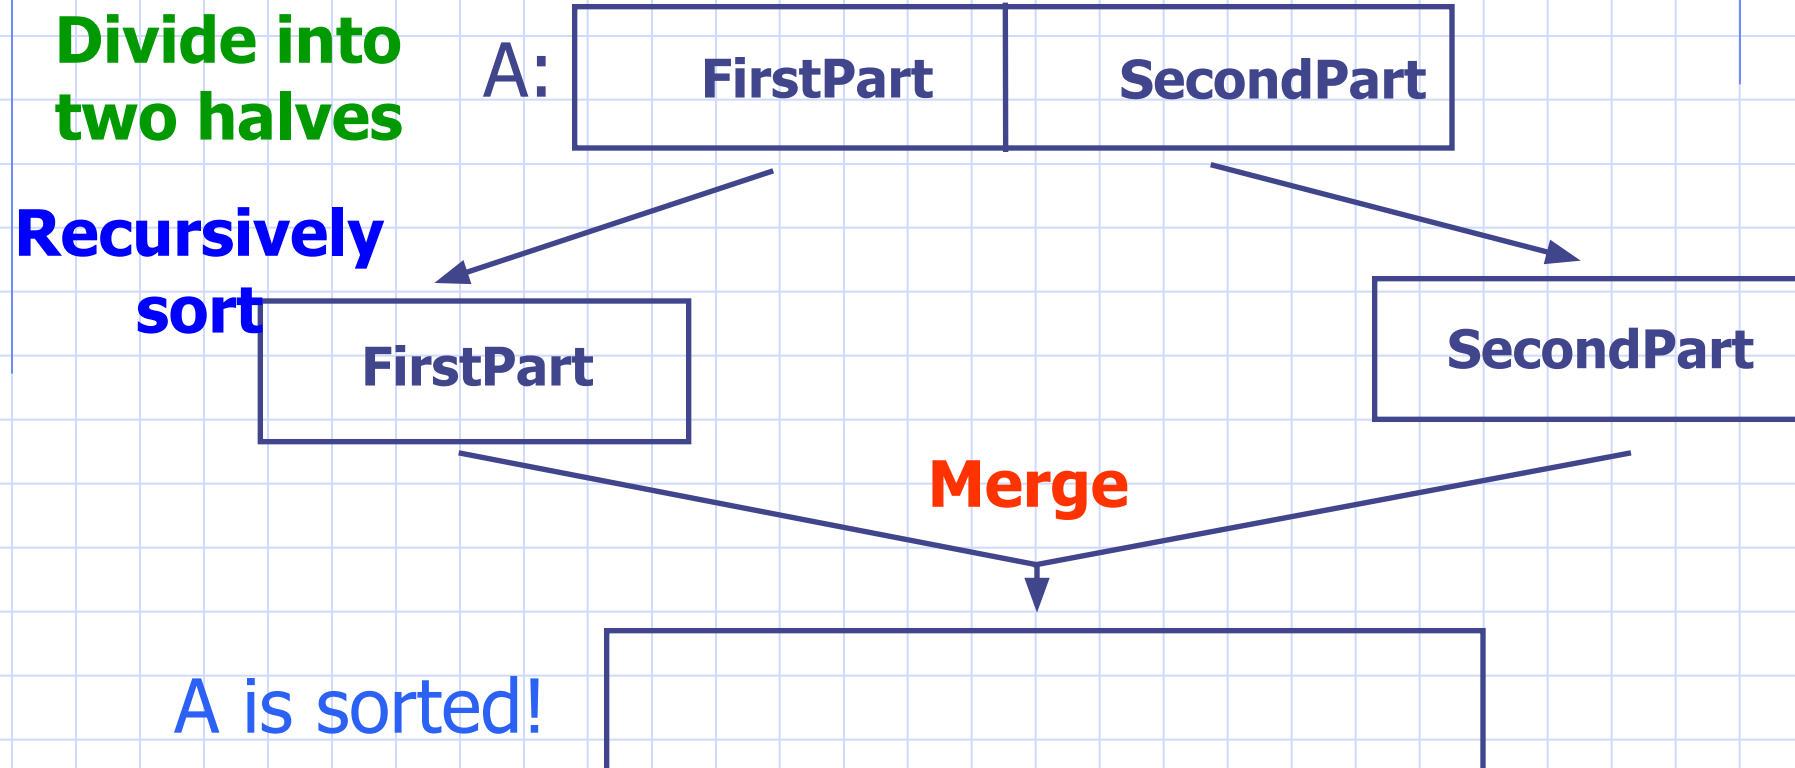 Divide into
two halves
A:
FirstPart
SecondPart
Recursively
sort
FirstPart
SecondPart
Merge
A is sorted!